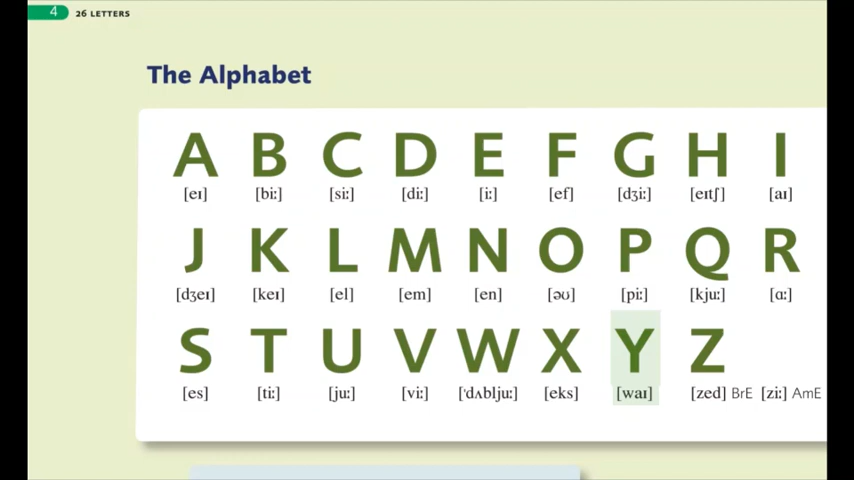 4 26 LETTERS
The Alphabet
A B C D E F G H I
[eɪ] [biː] [siː] [diː] [iː] [ef] [dʒiː] [eɪtʃ] [aɪ]
J K L M N O P Q R
[dʒeɪ] [keɪ] [el] [em] [en] [əʊ] [piː] [kjuː] [ɑː]
S T U V W X Y Z
[es] [tiː] [juː] [viː] [ˈdʌbljuː] [eks] [waɪ] [zed] BrE [ziː] AmE